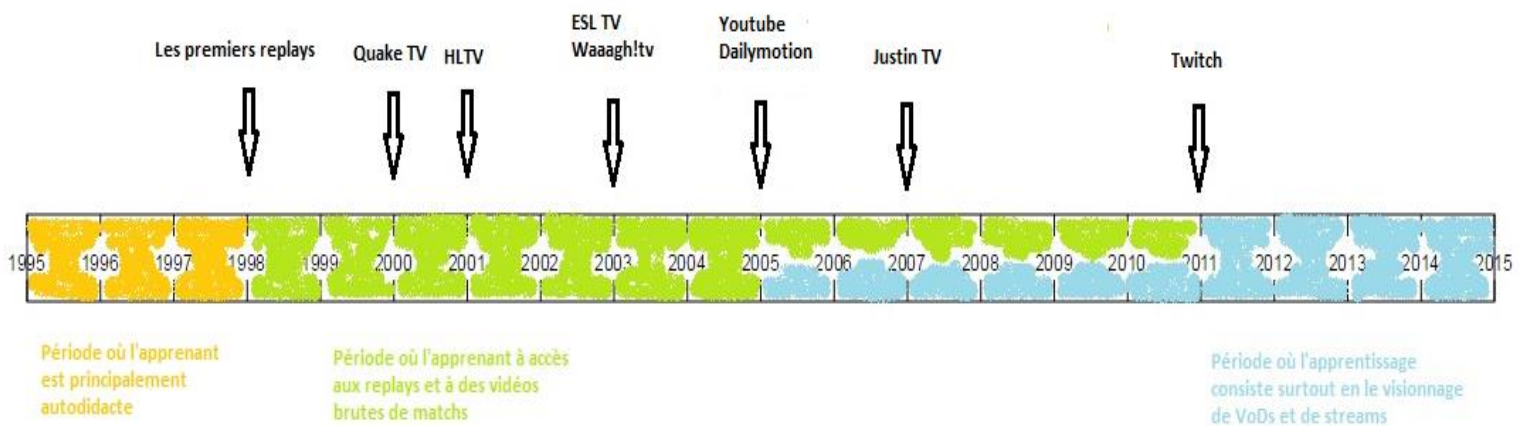 Les premiers replays
Quake TV
HLTV
ESL TV
Waaagh!tv
Youtube
Dailymotion
Justin TV
Twitch
1995 1996 1997 1998 1999 2000 2001 2002 2003 2004 2005 2006 2007 2008 2009 2010 2011 2012 2013 2014 2015
Période où l'apprenant
est principalement
autodidacte
Période où l'apprenant à accès
aux replays et à des vidéos
brutes de matchs
Période où l'apprentissage
consiste surtout en le visionnage
de VoDs et de streams